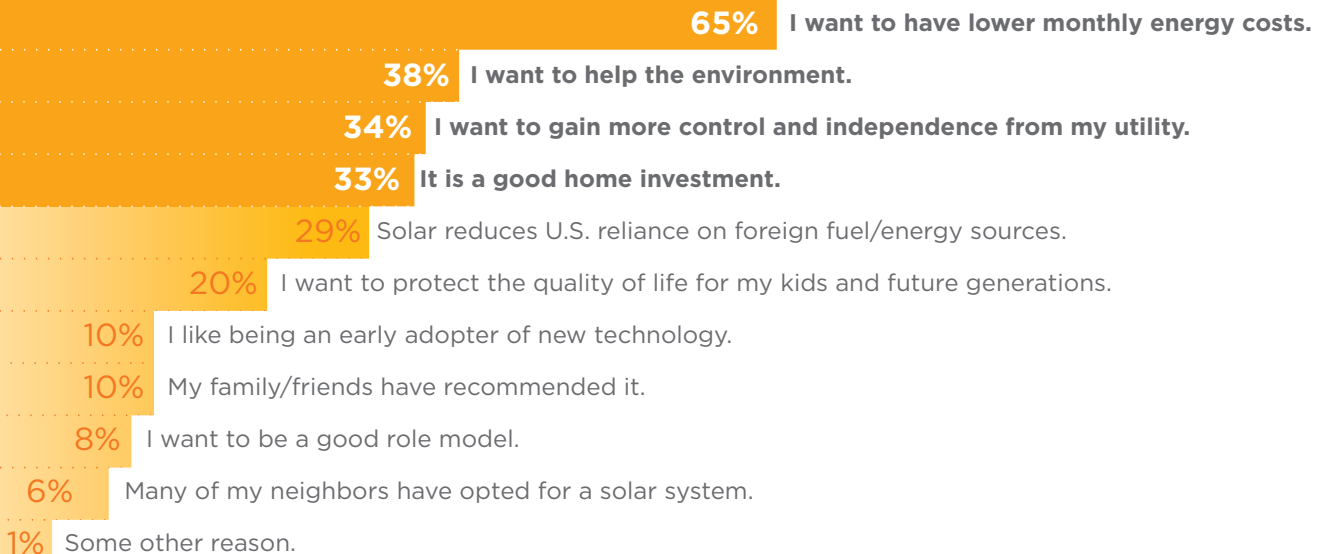 65% I want to have lower monthly energy costs.
38% I want to help the environment.
34% I want to gain more control and independence from my utility.
33% It is a good home investment.
29% Solar reduces U.S. reliance on foreign fuel/energy sources.
20% I want to protect the quality of life for my kids and future generations.
10% I like being an early adopter of new technology.
10% My family/friends have recommended it.
8% I want to be a good role model.
6% Many of my neighbors have opted for a solar system.
1% Some other reason.